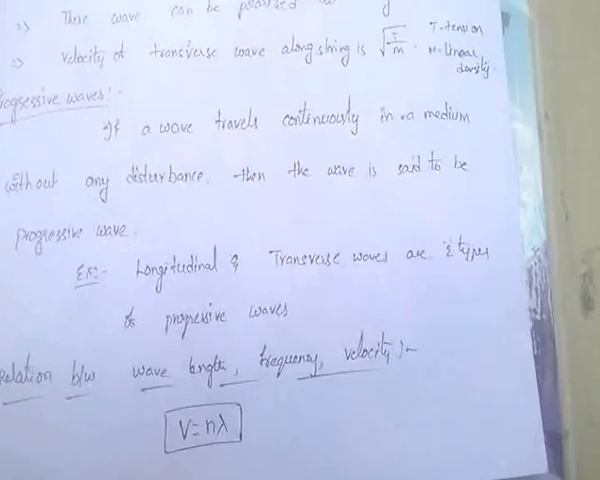 => These wave can be polarised
=> velocity of transverse wave along string is √T/m . T-tension
M-linear
density.
Progressive waves:-
If a wave travels continuously in a medium
without any disturbance. then the wave is said to be
progressive wave.
Ex:- Longitudinal & Transverse waves are 2 types
of progressive waves
Relation b/w wave length, frequency, velocity:-
V=nλ